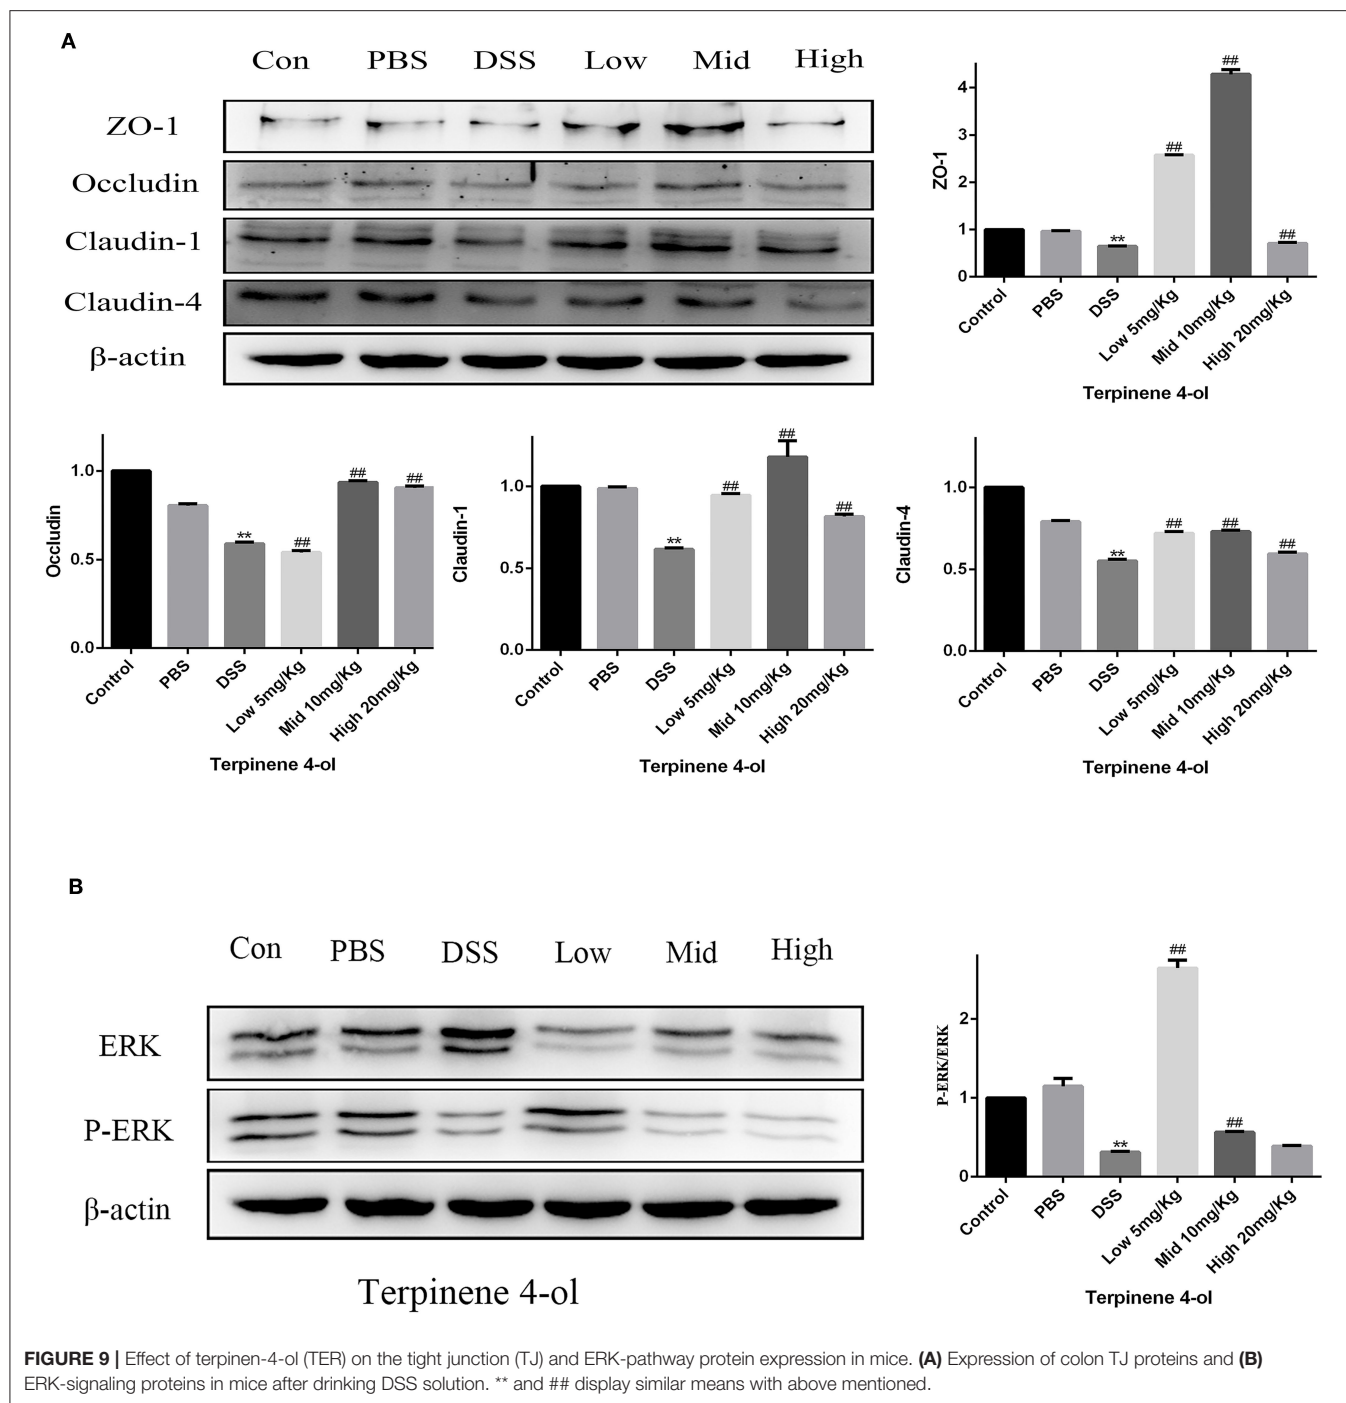 A
Con PBS DSS Low Mid High
ZO-1
Occludin
Claudin-1
Claudin-4
β-actin
ZO-1
4
3
2
1
0
##
##
**
##
Control PBS DSS Low 5mg/Kg Mid 10mg/Kg High 20mg/Kg
Terpinene 4-ol
Occludin
1.0
0.5
0.0
** ## ## ##
Control PBS DSS Low 5mg/Kg Mid 10mg/Kg High 20mg/Kg
Terpinene 4-ol
Claudin-1
1.0
0.5
0.0
** ## ## ##
Control PBS DSS Low 5mg/Kg Mid 10mg/Kg High 20mg/Kg
Terpinene 4-ol
Claudin-4
1.0
0.5
0.0
** ## ## ##
Control PBS DSS Low 5mg/Kg Mid 10mg/Kg High 20mg/Kg
Terpinene 4-ol
B
Con PBS DSS Low Mid High
ERK
P-ERK
β-actin
Terpinene 4-ol
P-ERK/ERK
2
1
0
** ## ##
Control PBS DSS Low 5mg/Kg Mid 10mg/Kg High 20mg/Kg
Terpinene 4-ol
FIGURE 9 | Effect of terpinen-4-ol (TER) on the tight junction (TJ) and ERK-pathway protein expression in mice. (A) Expression of colon TJ proteins and (B)
ERK-signaling proteins in mice after drinking DSS solution. ** and ## display similar means with above mentioned.